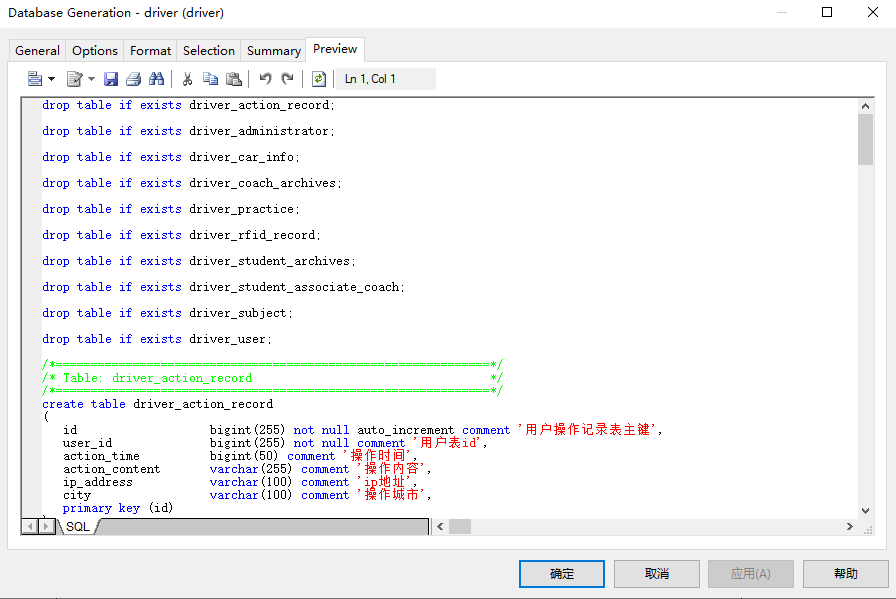 Database Generation - driver (driver)
General Options Format Selection Summary Preview
Ln 1, Col 1
drop table if exists driver_action_record;
drop table if exists driver_administrator;
drop table if exists driver_car_info;
drop table if exists driver_coach_archives;
drop table if exists driver_practice;
drop table if exists driver_rfid_record;
drop table if exists driver_student_archives;
drop table if exists driver_student_associate_coach;
drop table if exists driver_subject;
drop table if exists driver_user;
/*==============================================================*/
/* Table: driver_action_record                                  */
/*==============================================================*/
create table driver_action_record
(
   id                   bigint(255) not null auto_increment comment '用户操作记录表主键',
   user_id              bigint(255) not null comment '用户表id',
   action_time          bigint(50) comment '操作时间',
   action_content       varchar(255) comment '操作内容',
   ip_address           varchar(100) comment 'ip地址',
   city                 varchar(100) comment '操作城市',
   primary key (id)
SQL
确定 取消 应用(A) 帮助